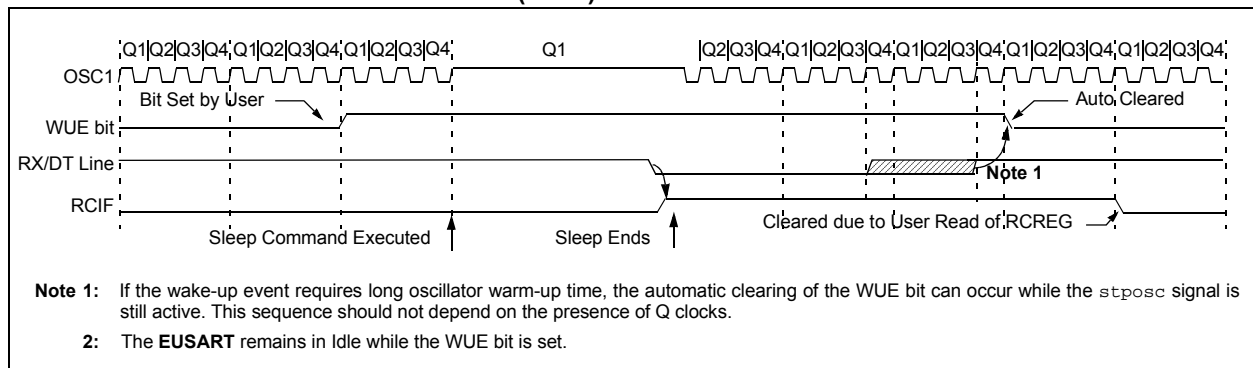 Q1 Q2 Q3 Q4 Q1 Q2 Q3 Q4 Q1 Q2 Q3 Q4 Q1 Q2 Q3 Q4 Q1 Q2 Q3 Q4 Q1 Q2 Q3 Q4 Q1 Q2 Q3 Q4 Q1 Q2 Q3 Q4
OSC1
Bit Set by User
Auto Cleared
WUE bit
RX/DT Line
Note 1
RCIF
Cleared due to User Read of RCREG
Sleep Command Executed
Sleep Ends
Note 1: If the wake-up event requires long oscillator warm-up time, the automatic clearing of the WUE bit can occur while the stposc signal is
still active. This sequence should not depend on the presence of Q clocks.
2: The EUSART remains in Idle while the WUE bit is set.